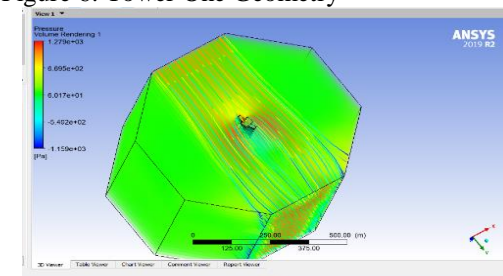 Figure 6. Tower One Geometry
View 1
Pressure
Volume Rendering 1
1.279e+03
6.695e+02
6.017e+01
-5.492e+02
-1.159e+03
[Pa]
ANSYS
2019 R2
0 250.00 500.00 (m)
125.00 375.00
3D Viewer Table Viewer Chart Viewer Comment Viewer Report Viewer